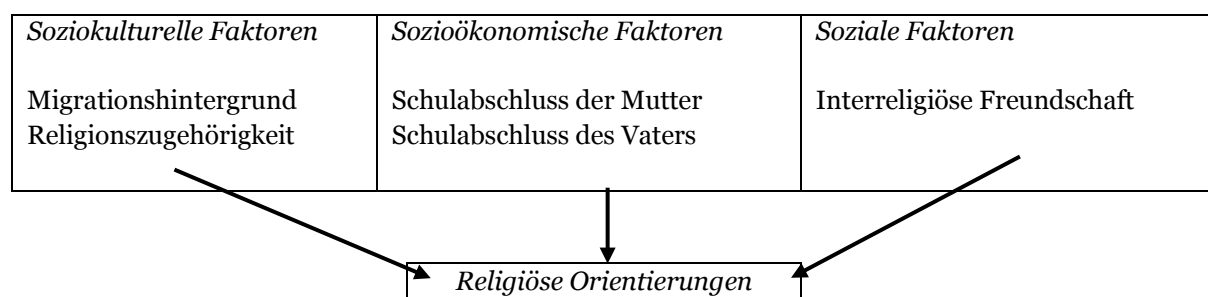 Soziokulturelle Faktoren
Migrationshintergrund
Religionszugehörigkeit
Sozioökonomische Faktoren
Schulabschluss der Mutter
Schulabschluss des Vaters
Soziale Faktoren
Interreligiöse Freundschaft
Religiöse Orientierungen